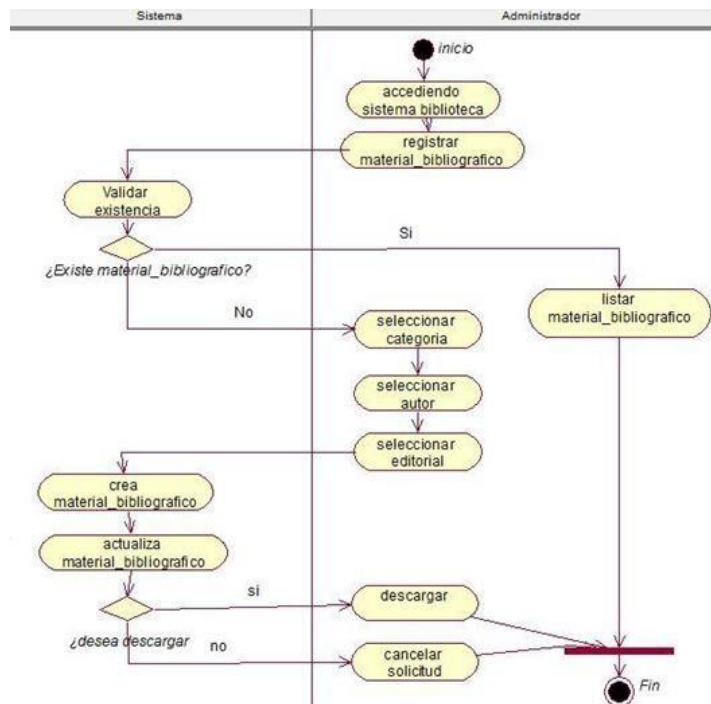 Sistema
Administrador
inicio
accediendo
sistema biblioteca
registrar
material_bibliografico
Validar
existencia
Si
¿Existe material_bibliografico?
listar
material_bibliografico
No
seleccionar
categoria
seleccionar
autor
seleccionar
editorial
crea
material_bibliografico
actualiza
material_bibliografico
si
descargar
¿desea descargar
no
cancelar
solicitud
Fin